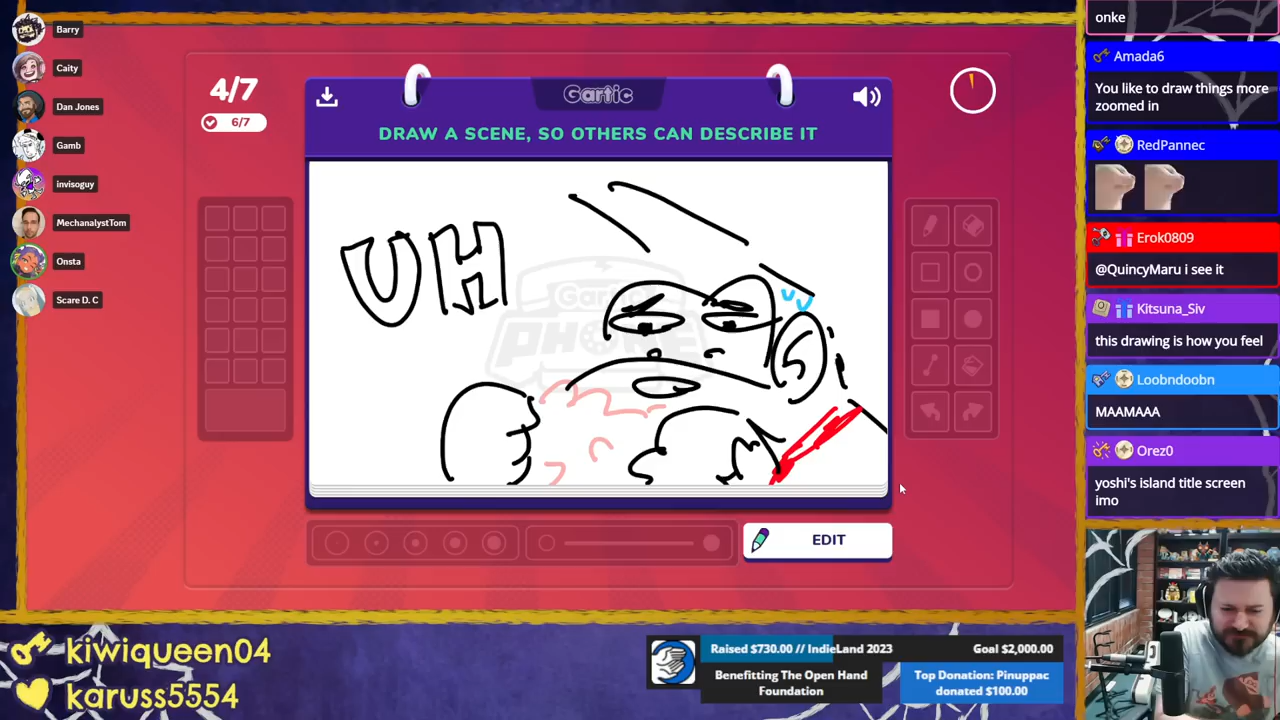 Barry
Caity
Dan Jones
Gamb
invisoguy
MechanalystTom
Onsta
Scare D. C
4/7
6/7
Gartic
DRAW A SCENE, SO OTHERS CAN DESCRIBE IT
UH
Gartic
PHONE
EDIT
onke
Amada6
You like to draw things more
zoomed in
RedPannec
Erok0809
@QuincyMaru i see it
Kitsuna_Siv
this drawing is how you feel
Loobndoobn
MAAMAAA
Orez0
yoshi's island title screen
imo
kiwiqueen04
karuss5554
Raised $730.00 // IndieLand 2023
Goal $2,000.00
Benefitting The Open Hand
Foundation
Top Donation: Pinuppac
donated $100.00